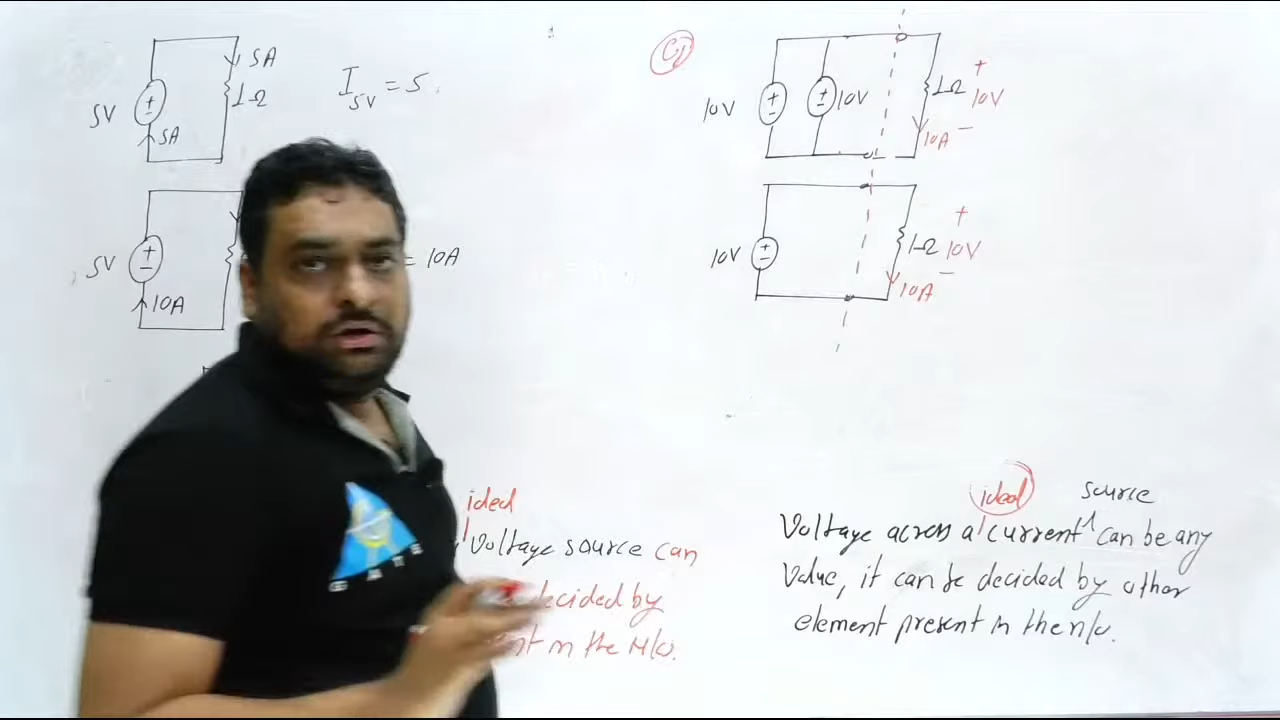 5A
5V
1Ω
I5V = 5
5A
5V
= 10A
10A
C1
10V
10V
1Ω
+
10V
-
10A
10V
1Ω
+
10V
-
10A
ided
Voltage source can
decided by
in the N/w.
ideal source
Voltage across a current can be any
Value, it can be decided by other
element present in the n/w.
GATE